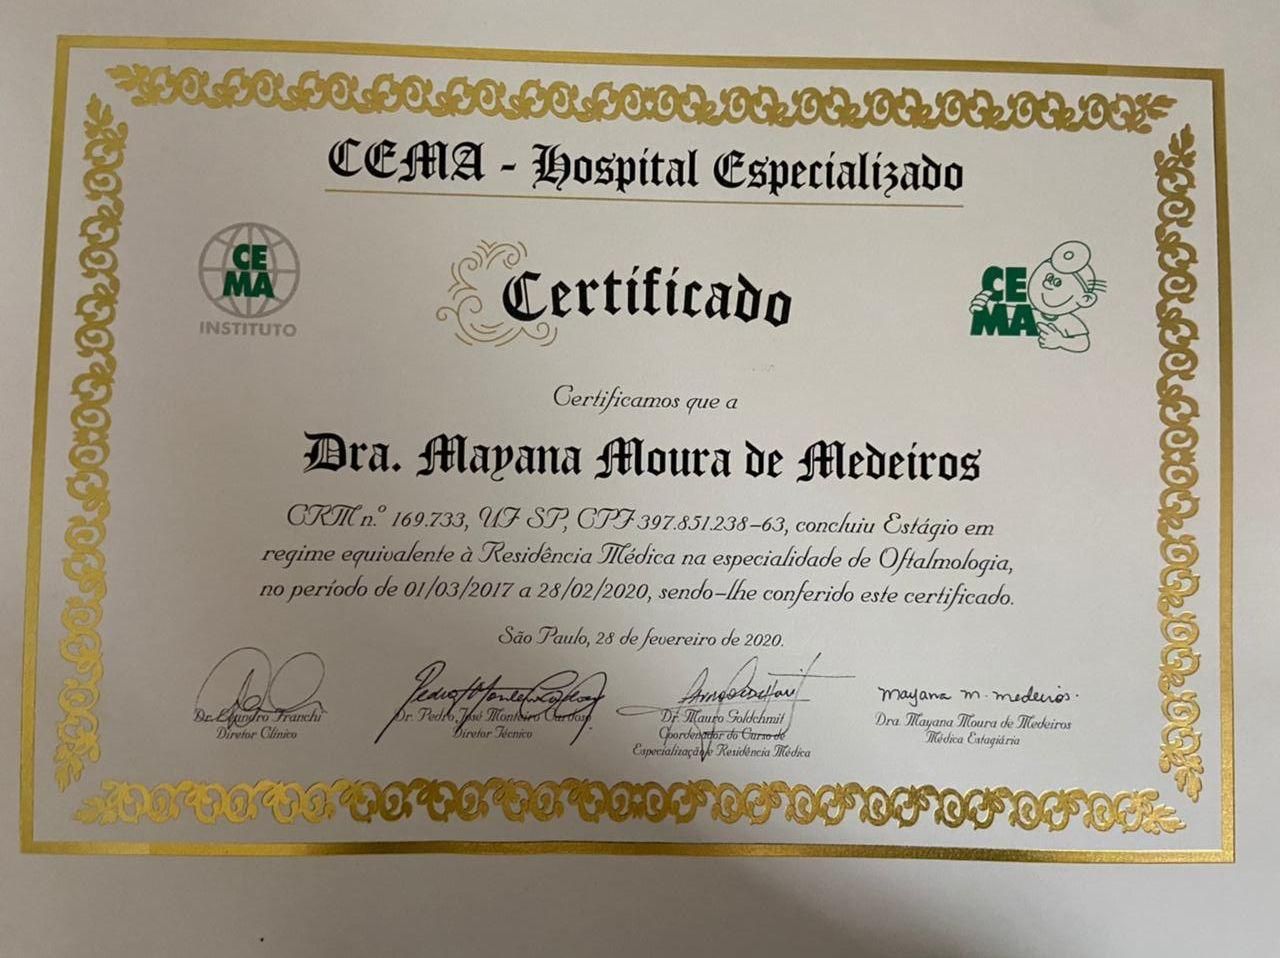 CEMA - Hospital Especializado
CE
MA
INSTITUTO
Certificado
CE
MA
Certificamos que a
Dra. Mayana Moura de Medeiros
CRM n.º 169.733, UF SP, CPF 397.851.238-63, concluiu Estágio em
regime equivalente à Residência Médica na especialidade de Oftalmologia,
no período de 01/03/2017 a 28/02/2020, sendo-lhe conferido este certificado.
São Paulo, 28 de fevereiro de 2020.
mayana m. medeiros.
Dr. Franchi
Diretor Clínico
Dr. Pedro José Monteiro Cardoso
Diretor Técnico
Dr. Mauro Goldchmit
Coordenador do Curso de
Especialização e Residência Médica
Dra. Mayana Moura de Medeiros
Médica Estagiária